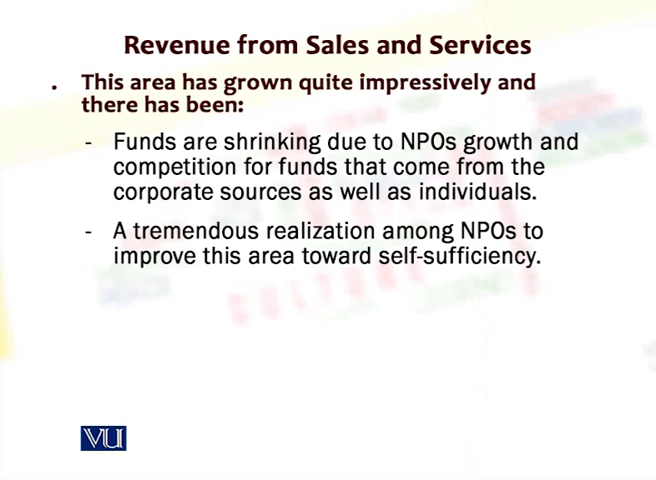 Revenue from Sales and Services
. This area has grown quite impressively and
there has been:
- Funds are shrinking due to NPOs growth and
competition for funds that come from the
corporate sources as well as individuals.
- A tremendous realization among NPOs to
improve this area toward self-sufficiency.
VU